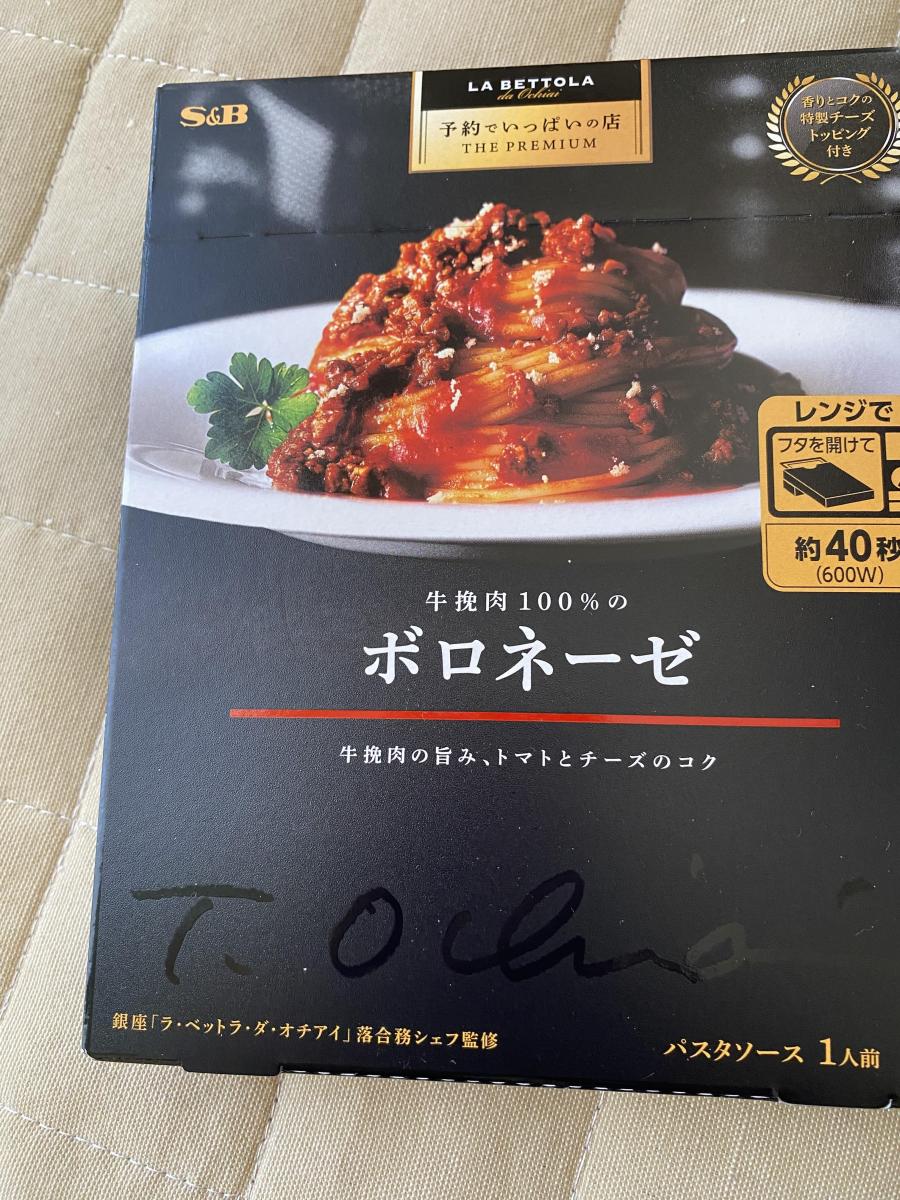 S&B
LA BETTOLA
da Ochiai
予約でいっぱいの店
THE PREMIUM
香りとコクの
特製チーズ
トッピング
付き
レンジで
フタを開けて
約40秒
(600W)
牛挽肉100%の
ボロネーゼ
牛挽肉の旨み、トマトとチーズのコク
T. Ochiai
銀座「ラ・ベットラ・ダ・オチアイ」落合務シェフ監修
パスタソース 1人前